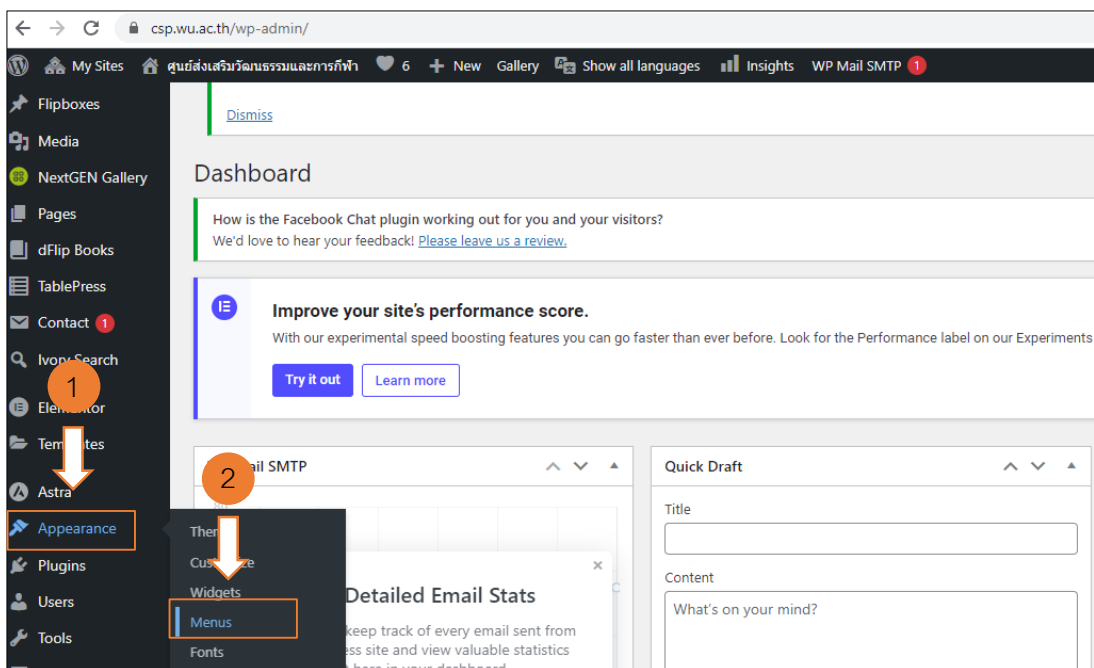 csp.wu.ac.th/wp-admin/
My Sites ศูนย์ส่งเสริมวัฒนธรรมและการกีฬา 6 New Gallery Show all languages Insights WP Mail SMTP 1
Flipboxes
Media
NextGEN Gallery
Pages
dFlip Books
TablePress
Contact 1
Ivory Search
1
Elementor
Astra
Appearance
Plugins
Users
Tools
2
Widgets
Menus
Fonts
Dismiss
Dashboard
How is the Facebook Chat plugin working out for you and your visitors?
We'd love to hear your feedback! Please leave us a review.
Improve your site's performance score.
With our experimental speed boosting features you can go faster than ever before. Look for the Performance label on our Experiments
Try it out Learn more
SMTP
Detailed Email Stats
keep track of every email sent from
site and view valuable statistics
in your dashboard
Quick Draft
Title
Content
What's on your mind?